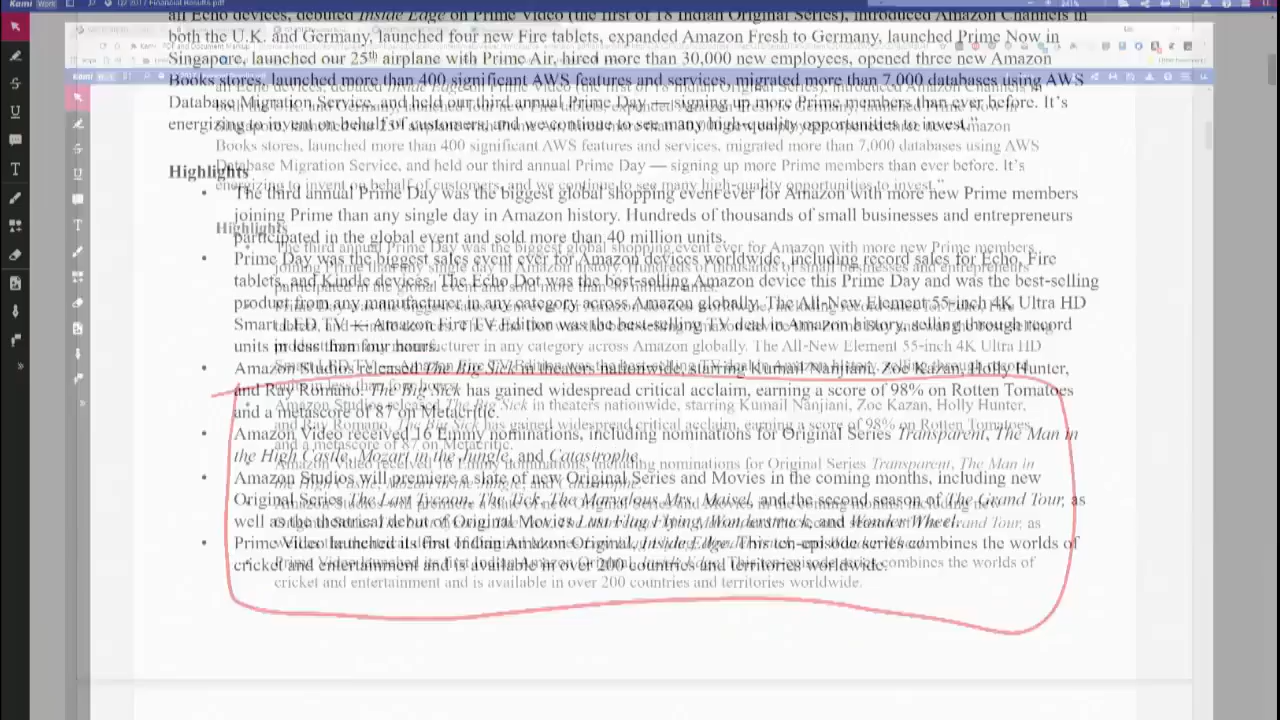 Kami Work Q2 2017 Financial Results.pdf
all Echo devices, debuted Inside Edge on Prime Video (the first of 18 Indian Original Series), introduced Amazon Channels in
both the U.K. and Germany, launched four new Fire tablets, expanded Amazon Fresh to Germany, launched Prime Now in
Singapore, launched our 25th airplane with Prime Air, hired more than 30,000 new employees, opened three new Amazon
Books stores, launched more than 400 significant AWS features and services, migrated more than 7,000 databases using AWS
Database Migration Service, and held our third annual Prime Day — signing up more Prime members than ever before. It's
energizing to invent on behalf of customers, and we continue to see many high-quality opportunities to invest."
Highlights
• The third annual Prime Day was the biggest global shopping event ever for Amazon with more new Prime members
joining Prime than any single day in Amazon history. Hundreds of thousands of small businesses and entrepreneurs
participated in the global event and sold more than 40 million units.
• Prime Day was the biggest sales event ever for Amazon devices worldwide, including record sales for Echo, Fire
tablets, and Kindle devices. The Echo Dot was the best-selling Amazon device this Prime Day and was the best-selling
product from any manufacturer in any category across Amazon globally. The All-New Element 55-inch 4K Ultra HD
Smart LED TV — Amazon Fire TV Edition was the best-selling TV deal in Amazon history, selling through record
units in less than four hours.
• Amazon Studios released The Big Sick in theaters nationwide, starring Kumail Nanjiani, Zoe Kazan, Holly Hunter,
and Ray Romano. The Big Sick has gained widespread critical acclaim, earning a score of 98% on Rotten Tomatoes
and a metascore of 87 on Metacritic.
• Amazon Video received 16 Emmy nominations, including nominations for Original Series Transparent, The Man in
the High Castle, Mozart in the Jungle, and Catastrophe.
• Amazon Studios will premiere a slate of new Original Series and Movies in the coming months, including new
Original Series The Last Tycoon, The Tick, The Marvelous Mrs. Maisel, and the second season of The Grand Tour, as
well as the theatrical debut of Original Movies Last Flag Flying, Wonderstruck, and Wonder Wheel.
• Prime Video launched its first Indian Amazon Original, Inside Edge. This ten-episode series combines the worlds of
cricket and entertainment and is available in over 200 countries and territories worldwide.